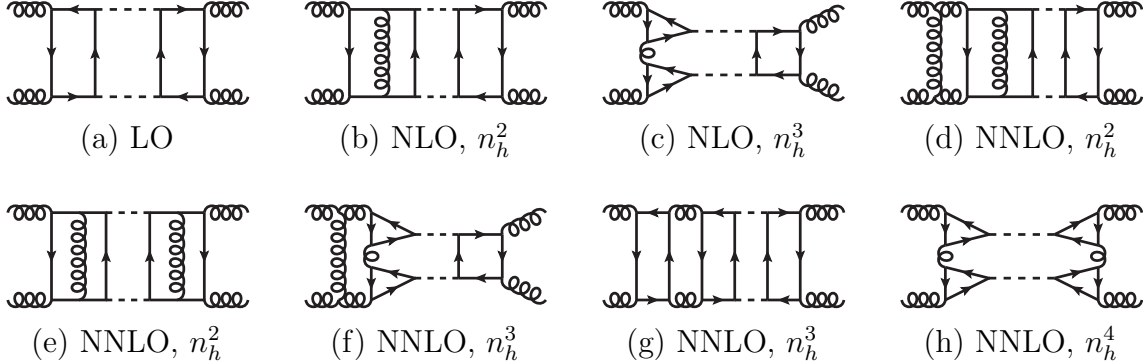 (a) LO
(b) NLO, $n_h^2$
(c) NLO, $n_h^3$
(d) NNLO, $n_h^2$
(e) NNLO, $n_h^2$
(f) NNLO, $n_h^3$
(g) NNLO, $n_h^3$
(h) NNLO, $n_h^4$